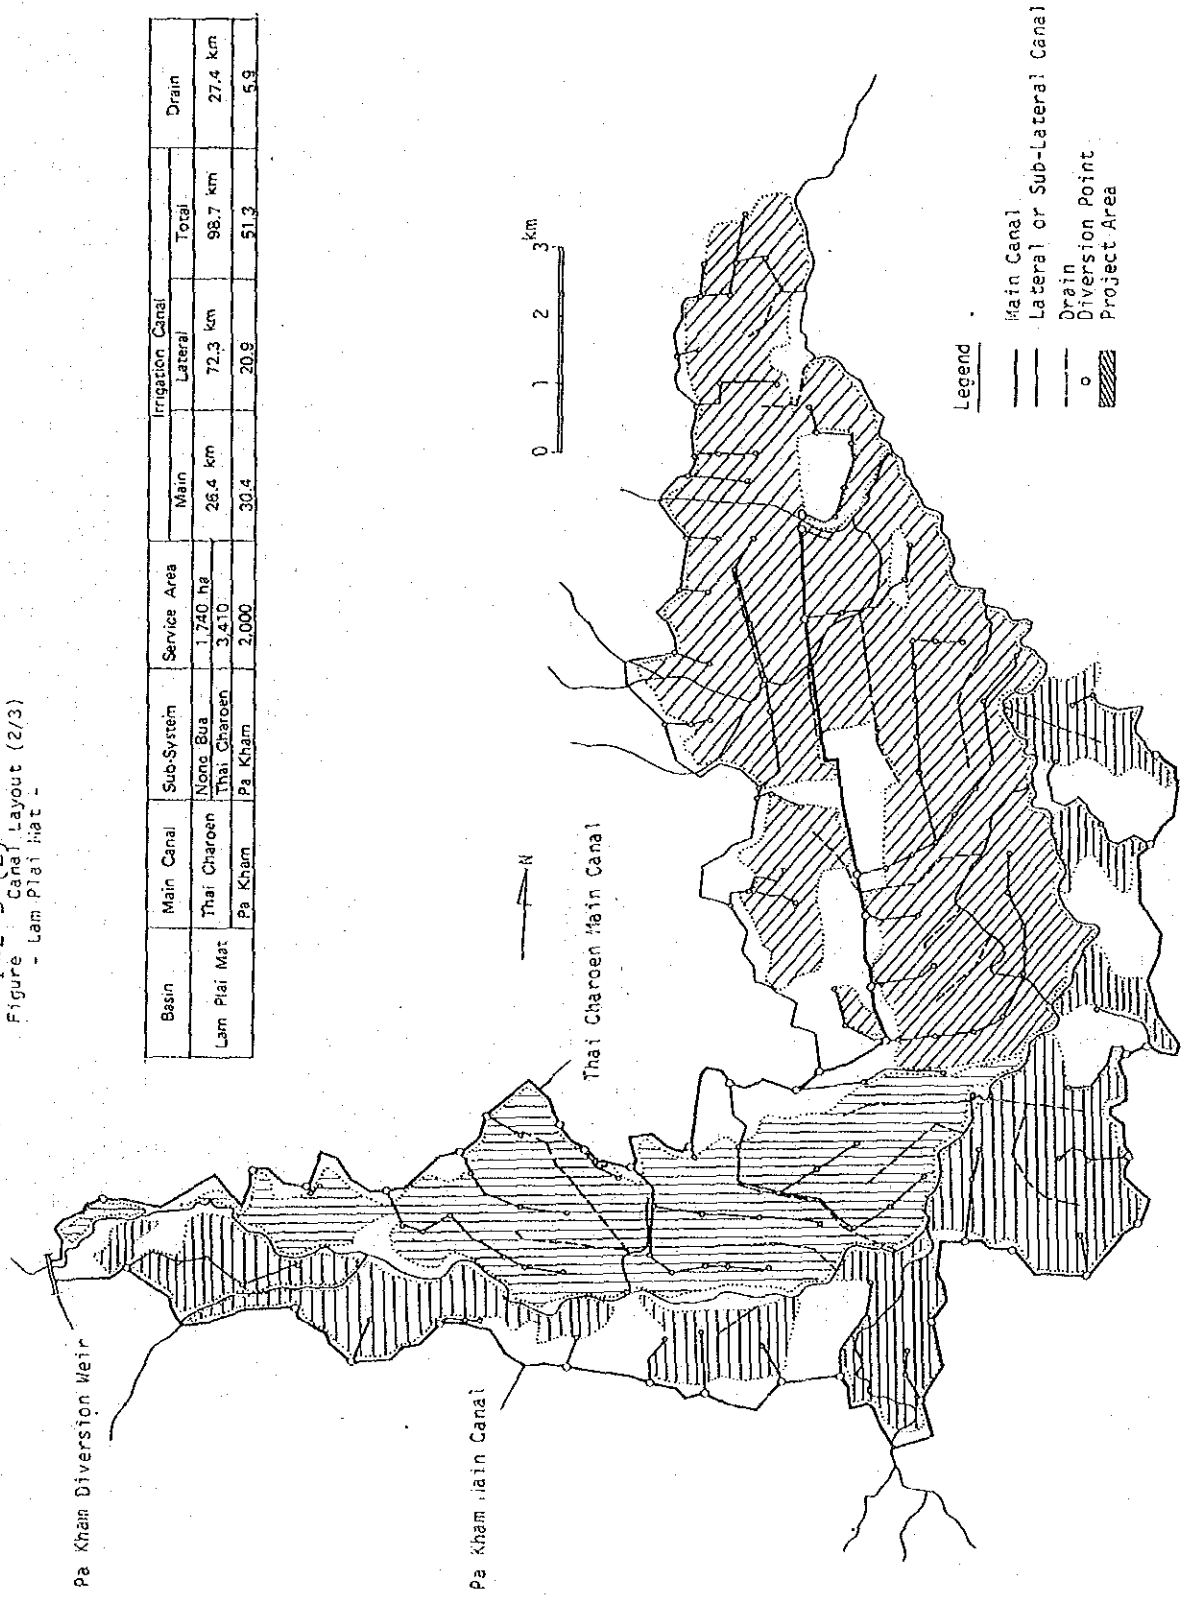 Figure Canal Layout (2/3)
- Lam Plai Mat -
Basin Main Canal Sub-System Service Area Irrigation Canal Drain
Main Lateral Total
Lam Plai Mat Thai Charoen Nong Bua 1,740 ha 26.4 km 72.3 km 98.7 km 27.4 km
Thai Charoen 3,410
Pa Kham Pa Kham 2,000 30.4 20.9 51.3 5.9
0 1 2 3 km
N
Pa Kham Diversion Weir
Thai Charoen Main Canal
Pa Kham Main Canal
Legend
Main Canal
Lateral or Sub-Lateral Canal
Drain
Diversion Point
Project Area